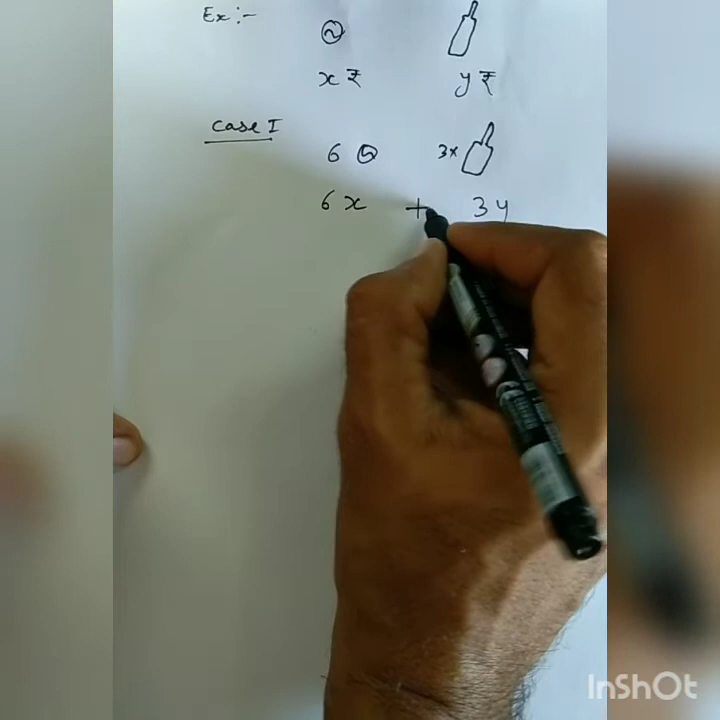 Ex :-
x ₹ y ₹
Case I
6 3x
6x + 3y
InShOt